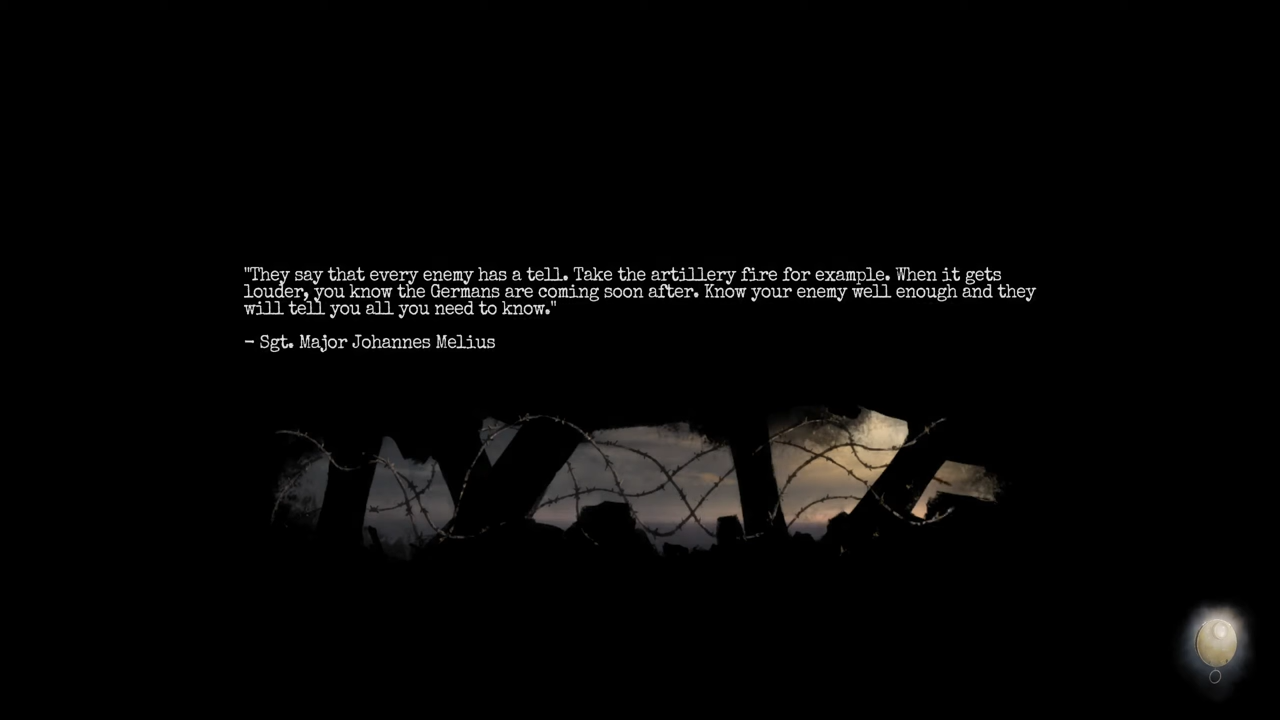 "They say that every enemy has a tell. Take the artillery fire for example. When it gets
louder, you know the Germans are coming soon after. Know your enemy well enough and they
will tell you all you need to know."
- Sgt. Major Johannes Melius